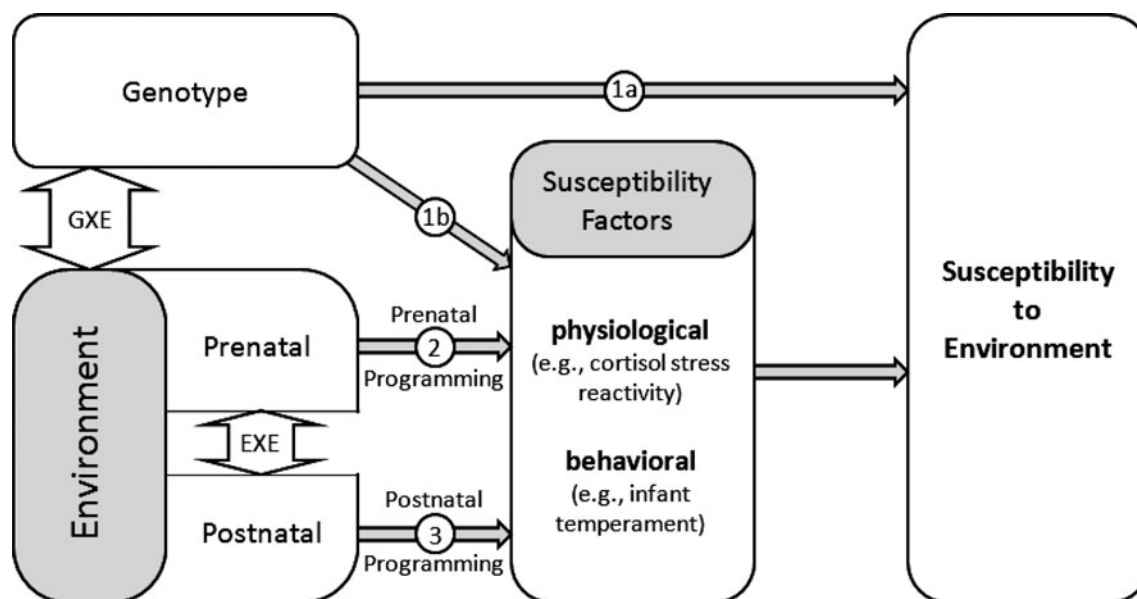 Genotype
1a
1b
GXE
Susceptibility
Factors
Environment
Prenatal
Prenatal
2
Programming
physiological
(e.g., cortisol stress
reactivity)
EXE
behavioral
(e.g., infant
temperament)
Postnatal
Postnatal
3
Programming
Susceptibility
to
Environment